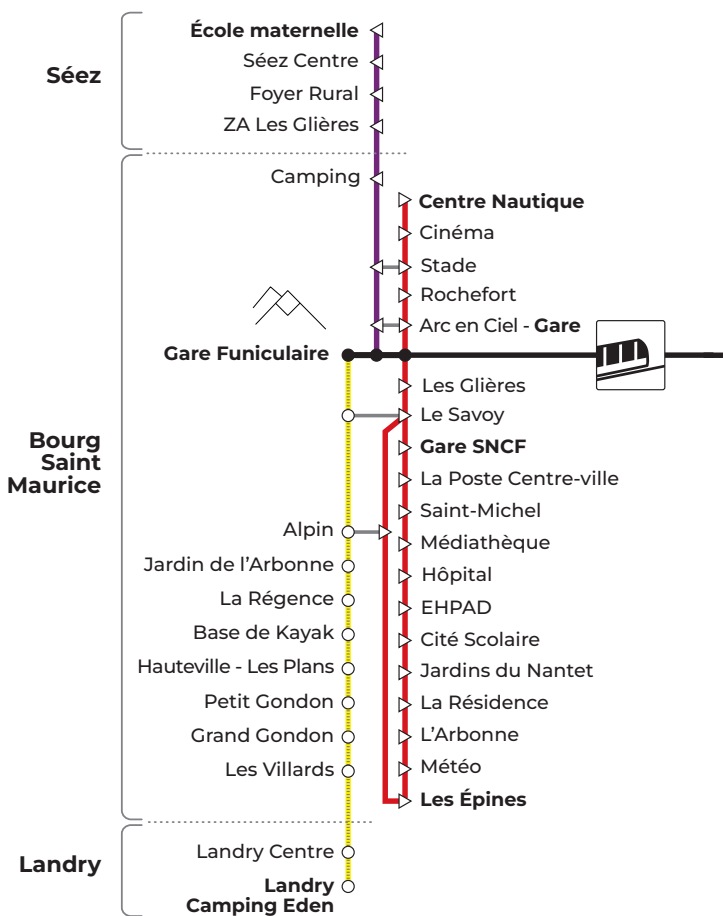 Séez
École maternelle
Séez Centre
Foyer Rural
ZA Les Glières
Bourg
Saint
Maurice
Camping
Centre Nautique
Cinéma
Stade
Rochefort
Arc en Ciel - Gare
Gare Funiculaire
Les Glières
Le Savoy
Gare SNCF
La Poste Centre-ville
Saint-Michel
Alpin
Médiathèque
Jardin de l'Arbonne
Hôpital
La Régence
EHPAD
Base de Kayak
Cité Scolaire
Hauteville - Les Plans
Jardins du Nantet
Petit Gondon
La Résidence
Grand Gondon
L'Arbonne
Les Villards
Météo
Les Épines
Landry
Landry Centre
Landry
Camping Eden